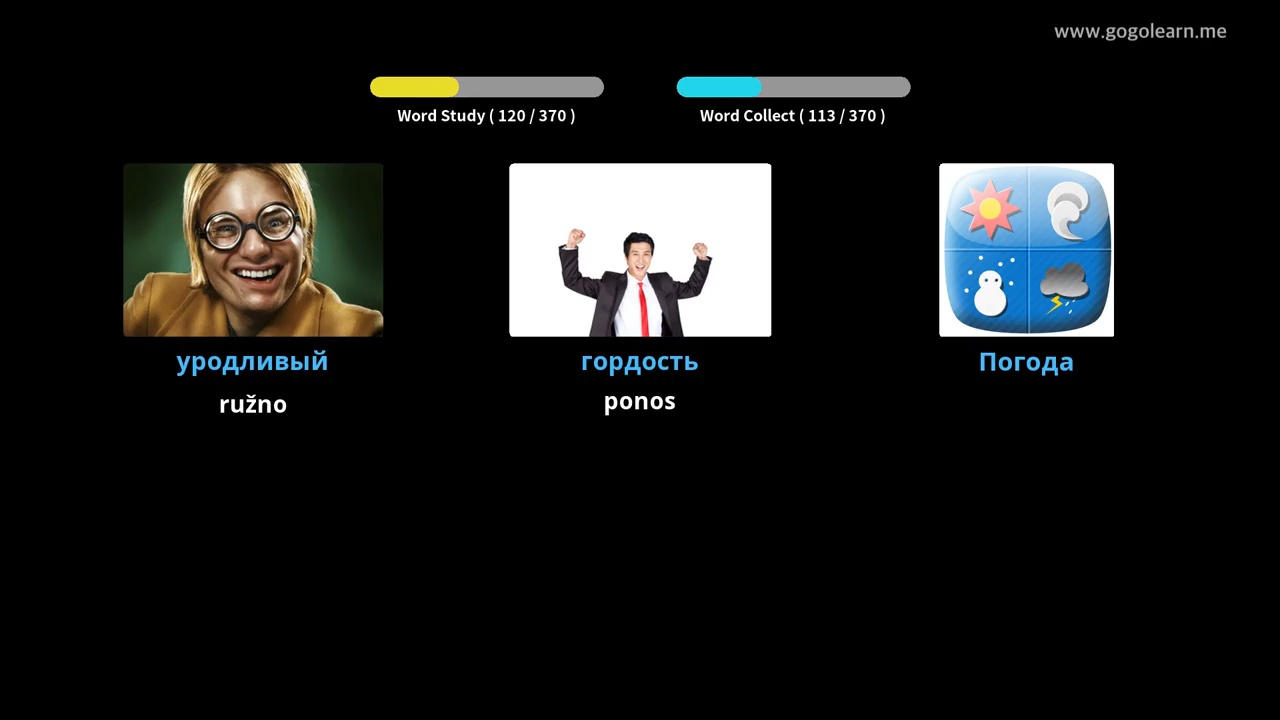 www.gogolearn.me
Word Study ( 120 / 370 )
Word Collect ( 113 / 370 )
уродливый
гордость
Погода
ružno
ponos